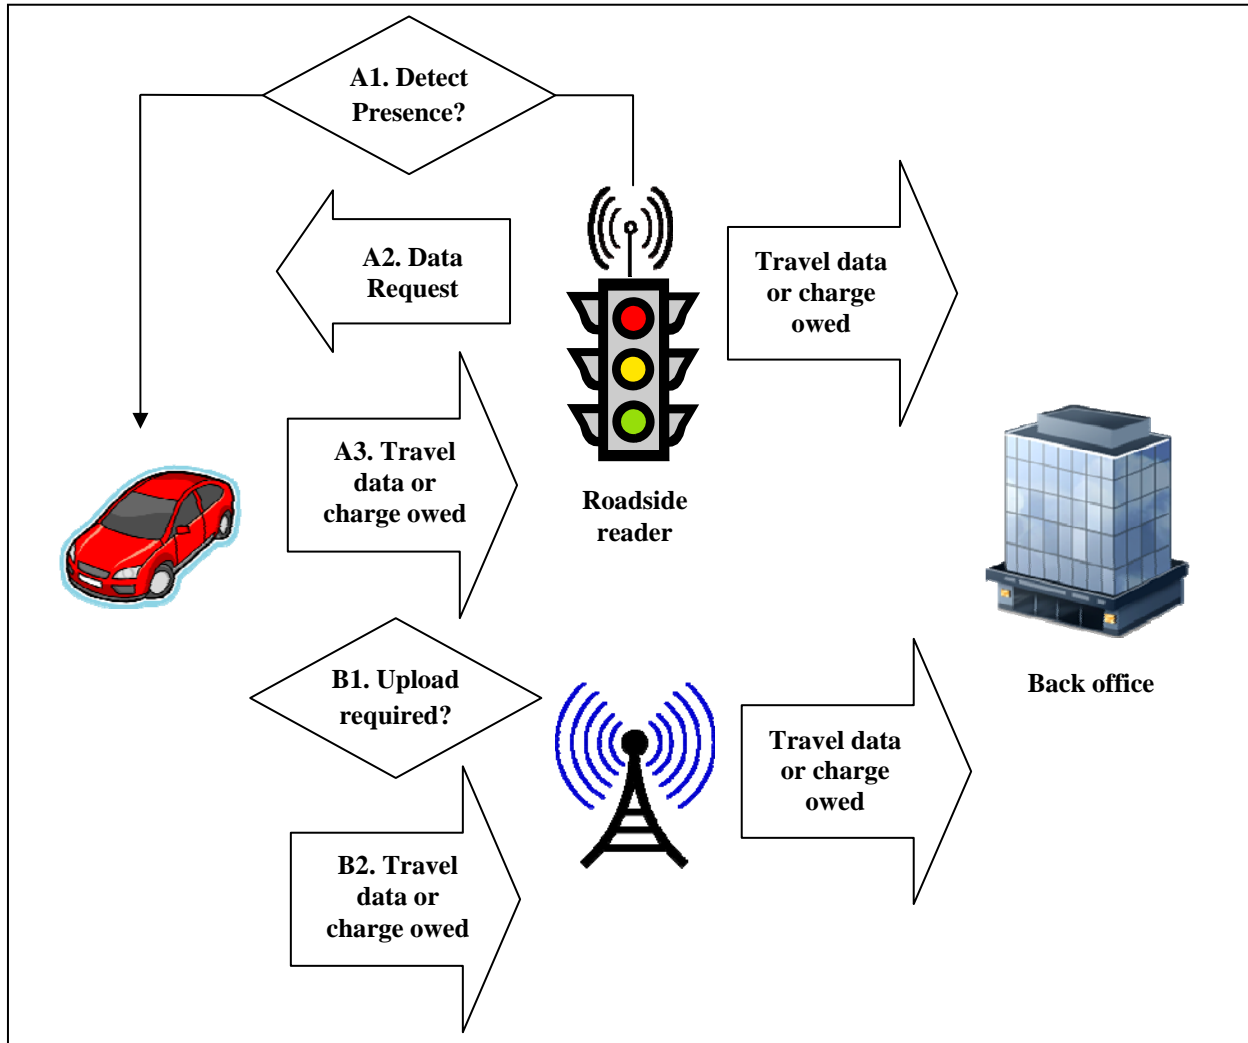 A1. Detect
Presence?
A2. Data
Request
Travel data
or charge
owed
A3. Travel
data or
charge owed
Roadside
reader
B1. Upload
required?
Back office
Travel data
or charge
owed
B2. Travel
data or
charge owed